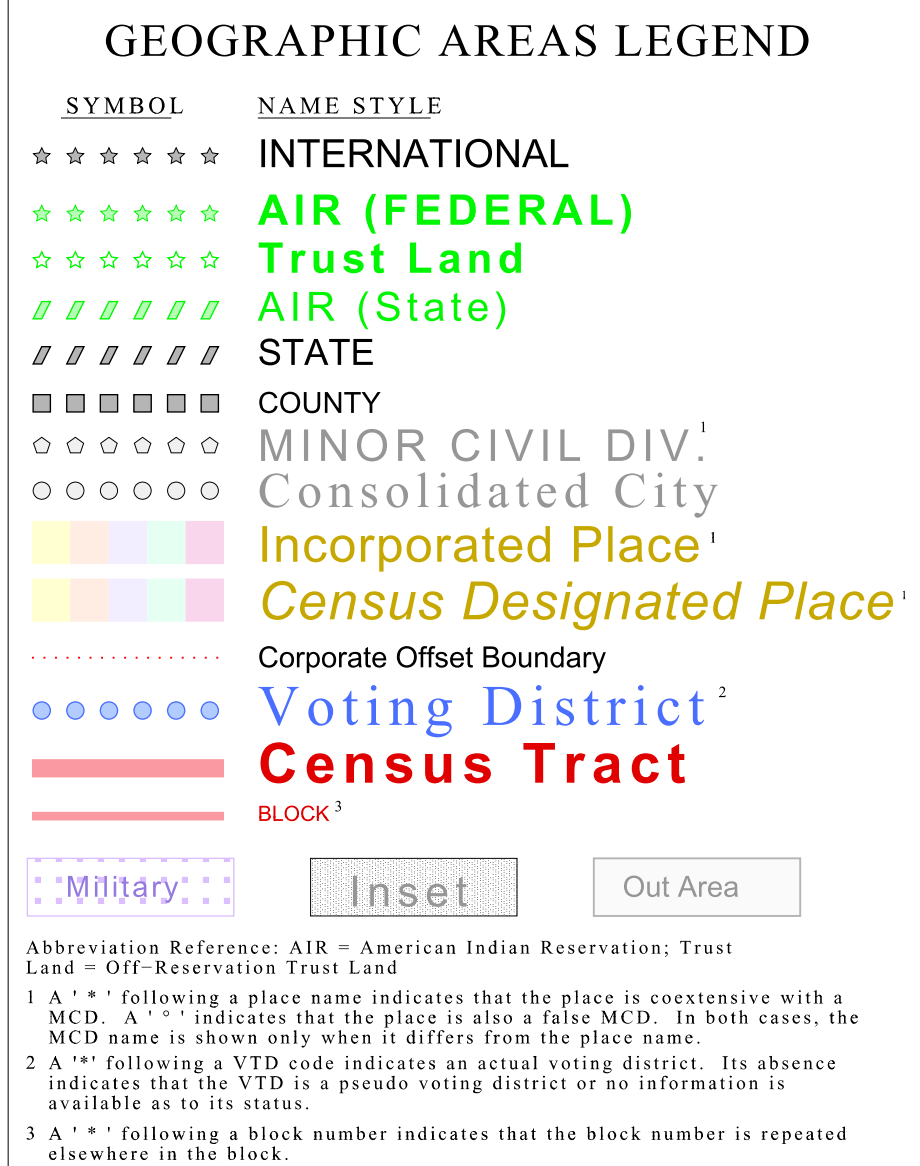 GEOGRAPHIC AREAS LEGEND
SYMBOL NAME STYLE
INTERNATIONAL
AIR (FEDERAL)
Trust Land
AIR (State)
STATE
COUNTY
MINOR CIVIL DIV.1
Consolidated City
Incorporated Place 1
Census Designated Place 1
Corporate Offset Boundary
Voting District 2
Census Tract
BLOCK 3
Military Inset Out Area
Abbreviation Reference: AIR = American Indian Reservation; Trust
Land = Off−Reservation Trust Land
1 A ' * ' following a place name indicates that the place is coextensive with a
MCD. A ' ° ' indicates that the place is also a false MCD. In both cases, the
MCD name is shown only when it differs from the place name.
2 A '*' following a VTD code indicates an actual voting district. Its absence
indicates that the VTD is a pseudo voting district or no information is
available as to its status.
3 A ' * ' following a block number indicates that the block number is repeated
elsewhere in the block.